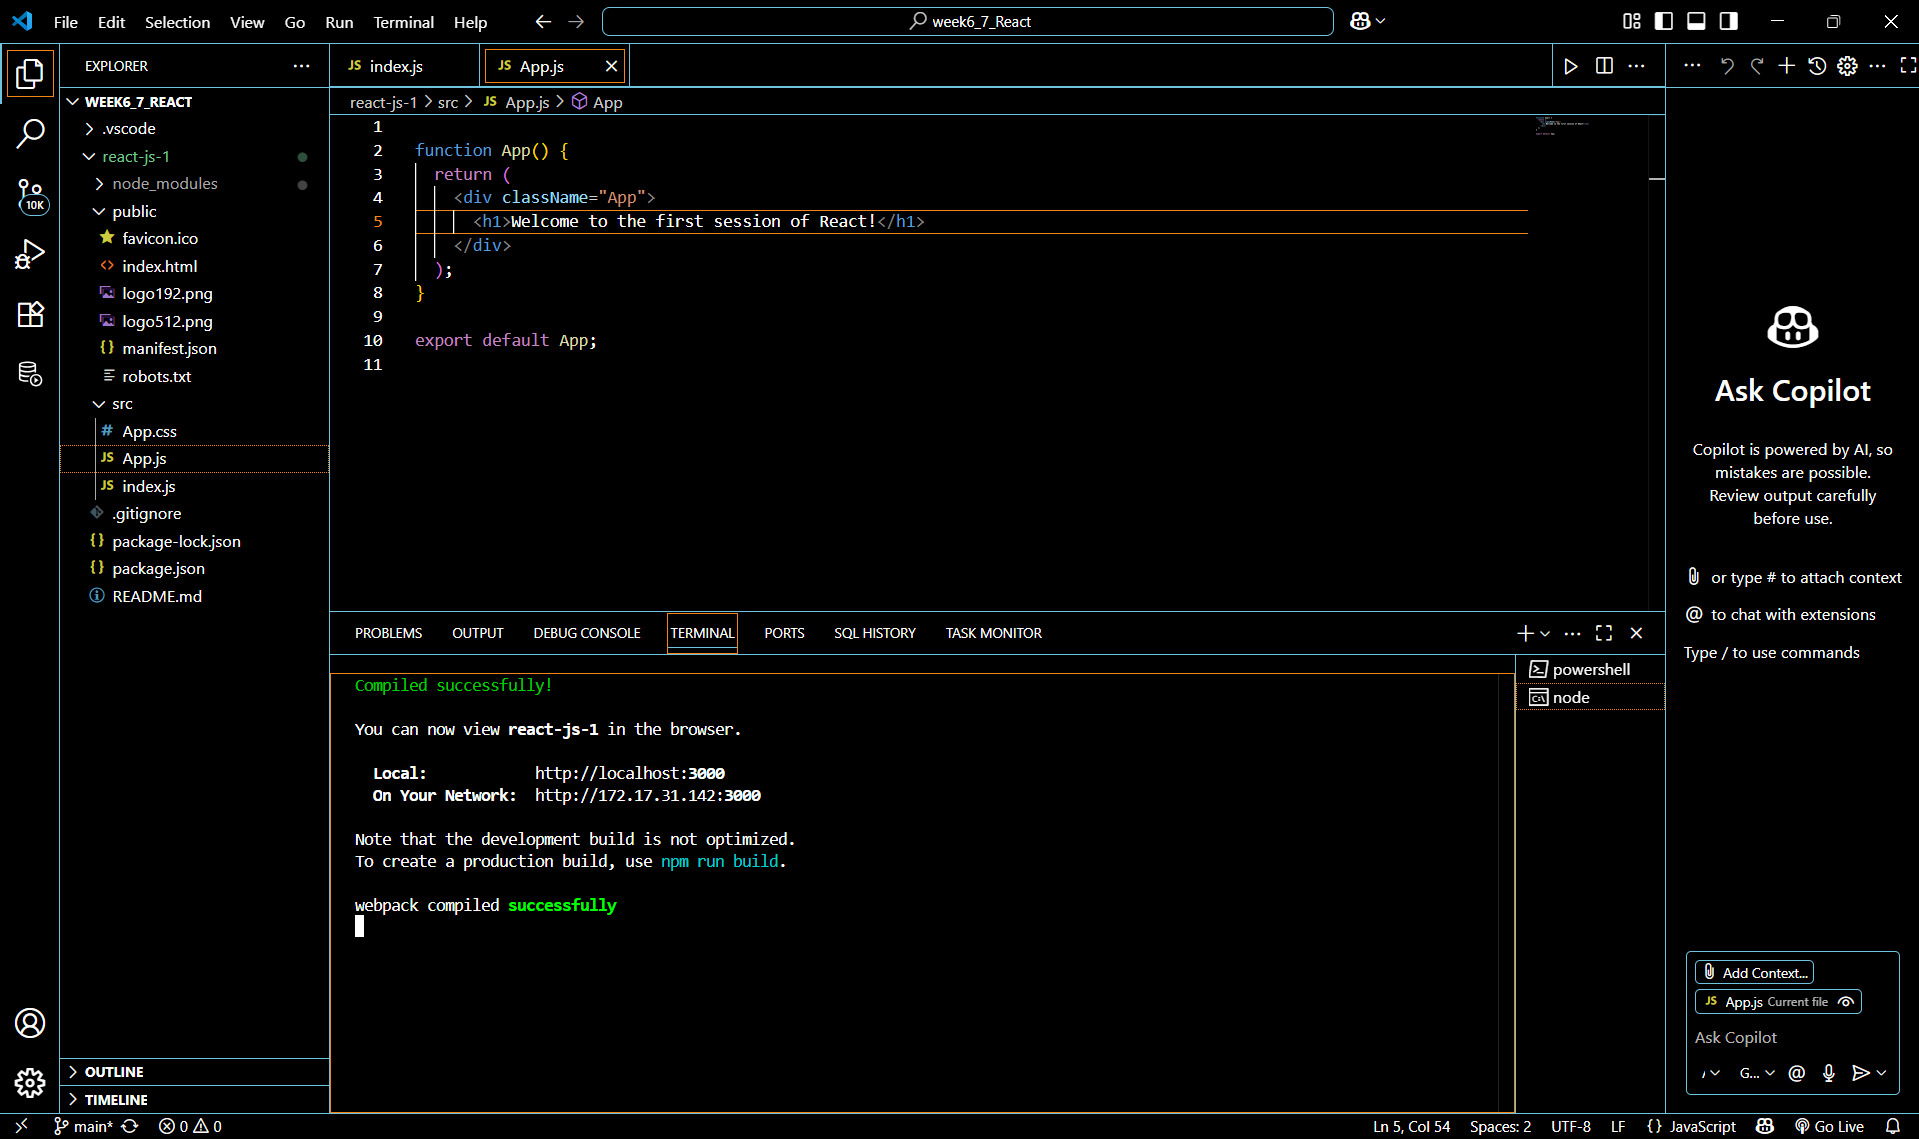 File Edit Selection View Go Run Terminal Help
week6_7_React
EXPLORER
WEEK6_7_REACT
.vscode
react-js-1
node_modules
public
favicon.ico
index.html
logo192.png
logo512.png
manifest.json
robots.txt
src
App.css
App.js
index.js
.gitignore
package-lock.json
package.json
README.md
OUTLINE
TIMELINE
10K
JS index.js
JS App.js
react-js-1 > src > JS App.js > App
1
2 function App() {
3 return (
4 <div className="App">
5 <h1>Welcome to the first session of React!</h1>
6 </div>
7 );
8 }
9
10 export default App;
11
PROBLEMS OUTPUT DEBUG CONSOLE TERMINAL PORTS SQL HISTORY TASK MONITOR
Compiled successfully!
You can now view react-js-1 in the browser.
Local: http://localhost:3000
On Your Network: http://172.17.31.142:3000
Note that the development build is not optimized.
To create a production build, use npm run build.
webpack compiled successfully
powershell
node
Ask Copilot
Copilot is powered by AI, so
mistakes are possible.
Review output carefully
before use.
or type # to attach context
@ to chat with extensions
Type / to use commands
Add Context...
JS App.js Current file
Ask Copilot
G... @
main* 0 0
Ln 5, Col 54 Spaces: 2 UTF-8 LF {} JavaScript Go Live